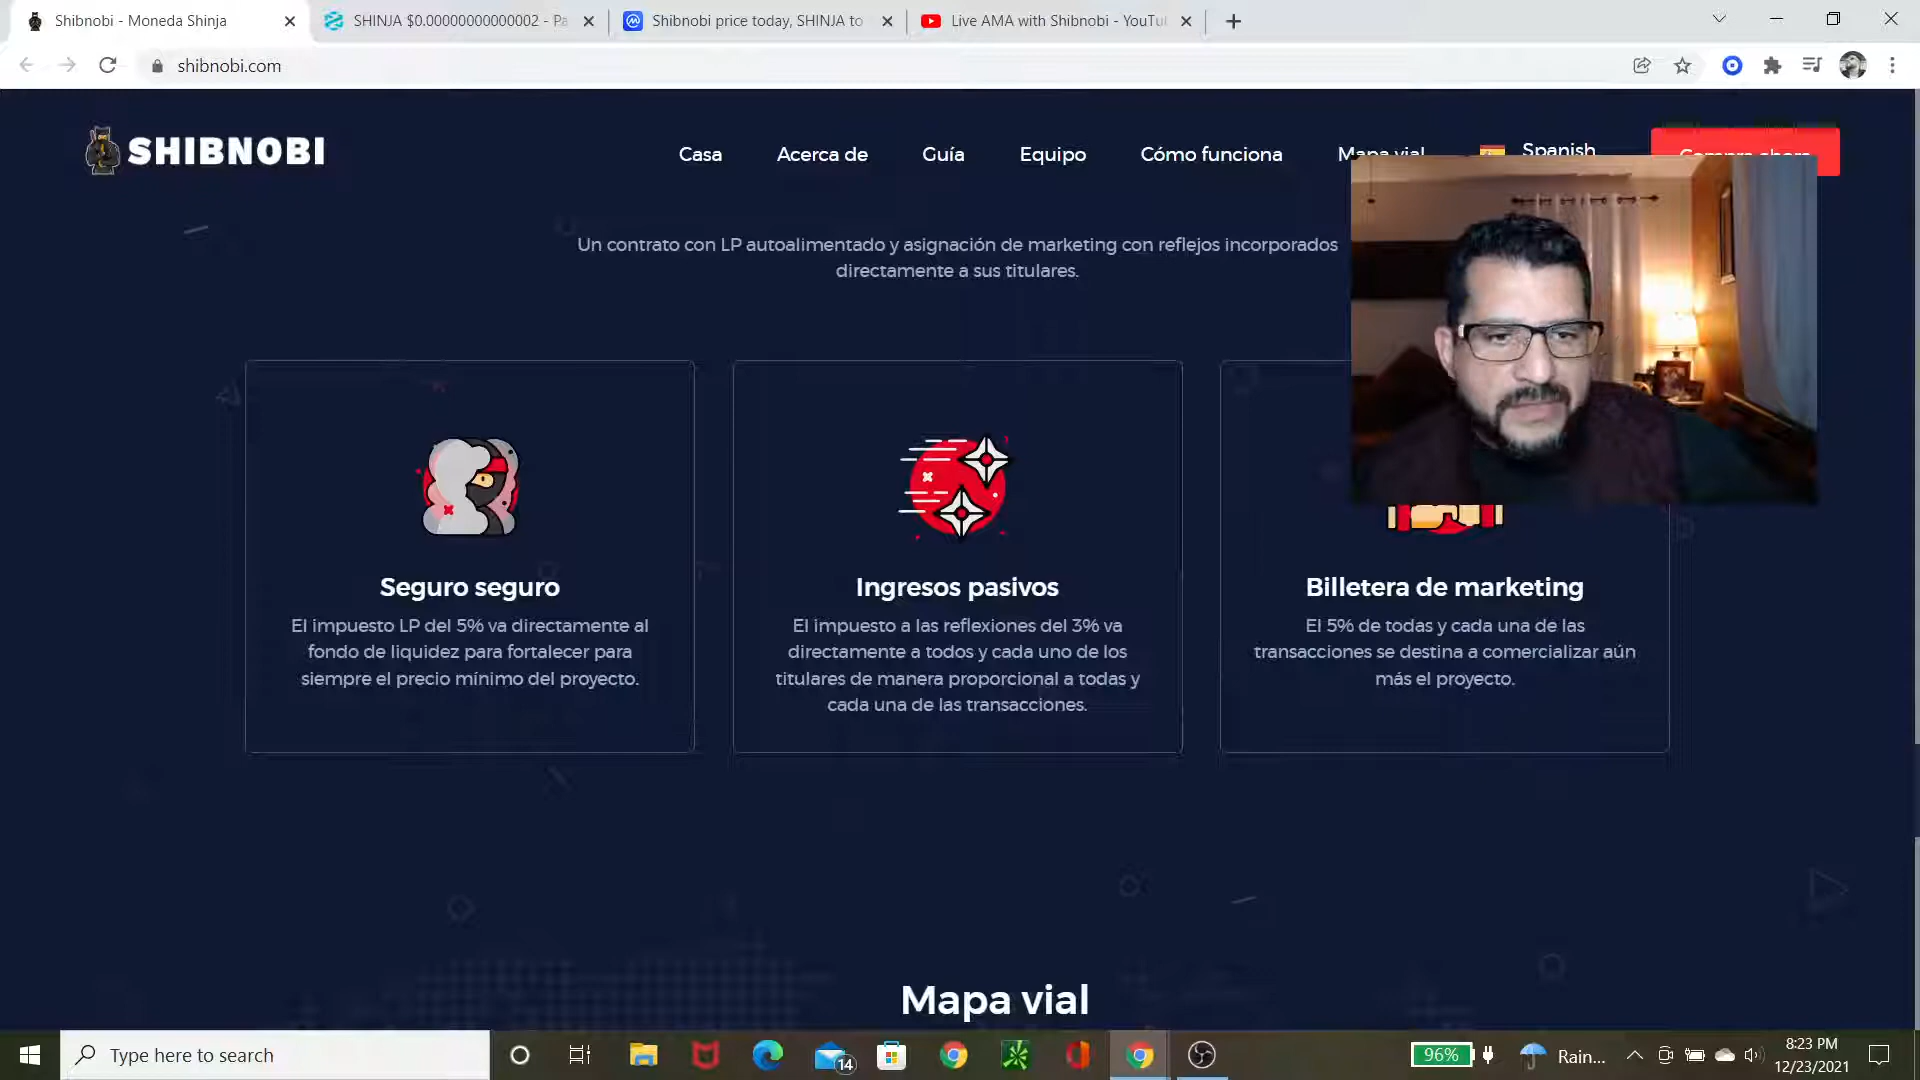 Shibnobi - Moneda Shinja
SHINJA $0.00000000000002 - Pa
Shibnobi price today, SHINJA to
Live AMA with Shibnobi - YouTu
shibnobi.com
SHIBNOBI
Casa
Acerca de
Guía
Equipo
Cómo funciona
Mapa vial
Spanish
Compra ahora
Un contrato con LP autoalimentado y asignación de marketing con reflejos incorporados
directamente a sus titulares.
Seguro seguro
El impuesto LP del 5% va directamente al
fondo de liquidez para fortalecer para
siempre el precio mínimo del proyecto.
Ingresos pasivos
El impuesto a las reflexiones del 3% va
directamente a todos y cada uno de los
titulares de manera proporcional a todas y
cada una de las transacciones.
Billetera de marketing
El 5% de todas y cada una de las
transacciones se destina a comercializar aún
más el proyecto.
Mapa vial
Type here to search
14
96%
Rain...
8:23 PM
12/23/2021